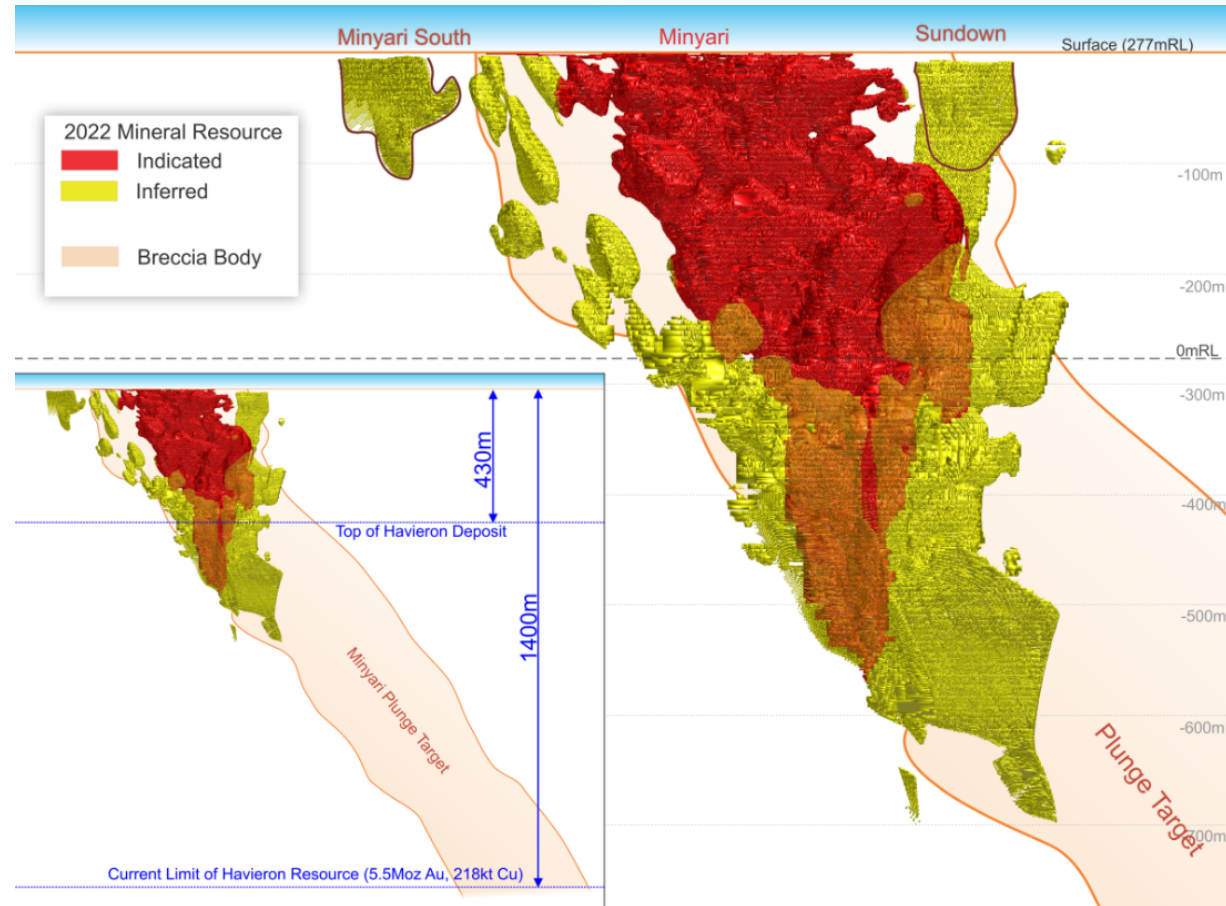 Minyari South
Minyari
Sundown
Surface (277mRL)
2022 Mineral Resource
Indicated
Inferred
Breccia Body
-100m
-200m
0mRL
-300m
-400m
-500m
-600m
-700m
Plunge Target
430m
1400m
Top of Havieron Deposit
Minyari Plunge Target
Current Limit of Havieron Resource (5.5Moz Au, 218kt Cu)